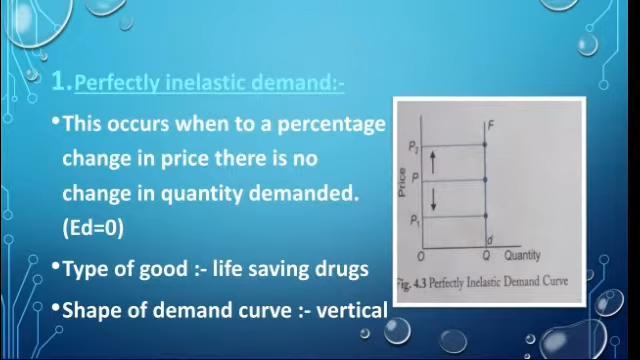 1.Perfectly inelastic demand:-
•This occurs when to a percentage
change in price there is no
change in quantity demanded.
(Ed=0)
•Type of good :- life saving drugs
•Shape of demand curve :- vertical
F
P2
P
P1
Price
d
O
Q
Quantity
Fig. 4.3 Perfectly Inelastic Demand Curve